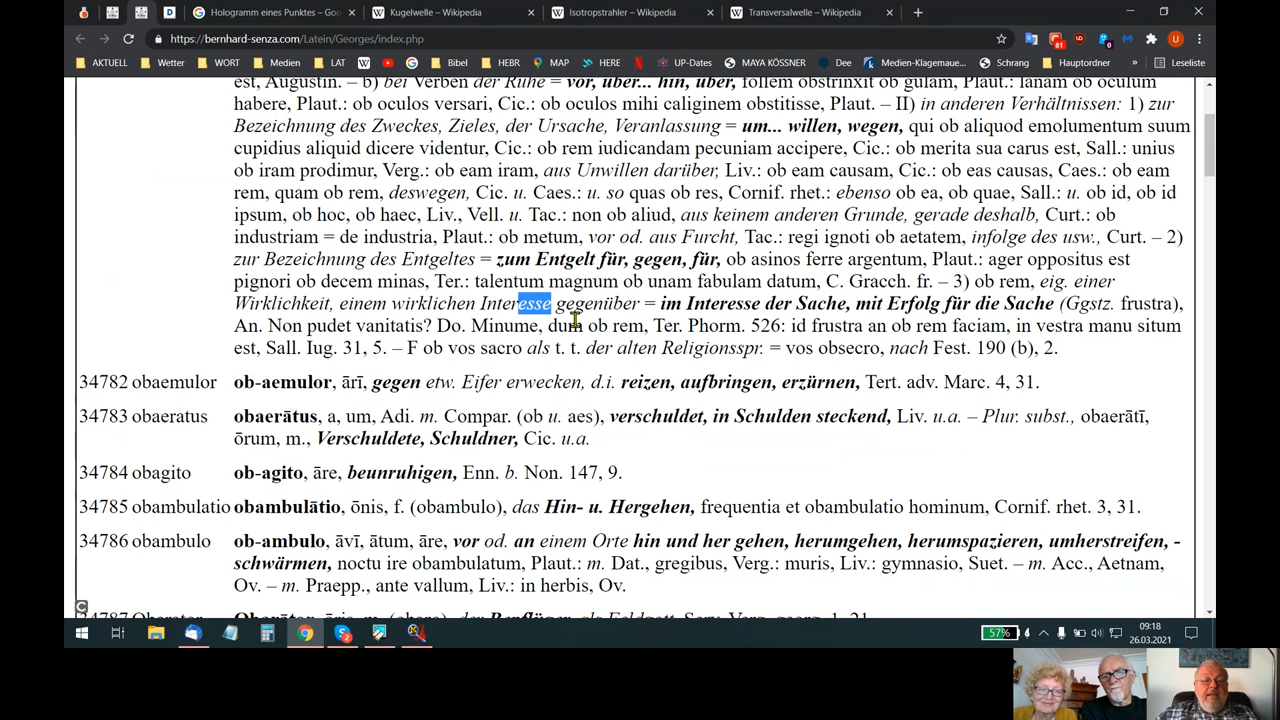 Hologramm eines Punktes – Goo
Kugelwelle – Wikipedia
Isotropstrahler – Wikipedia
Transversalwelle – Wikipedia
https://bernhard-senza.com/Latein/Georges/index.php
AKTUELL
Wetter
WORT
Medien
LAT
Bibel
HEBR
MAP
HERE
UP-Dates
MAYA KÖSSNER
Dee
Medien-Klagemaue...
Schrang
Hauptordner
Leseliste
est, Augustin. – b) bei Verben der Ruhe = vor, über... hin, über, follem obstrinxit ob gulam, Plaut.: lanam ob oculum
habere, Plaut.: ob oculos versari, Cic.: ob oculos mihi caliginem obstitisse, Plaut. – II) in anderen Verhältnissen: 1) zur
Bezeichnung des Zweckes, Zieles, der Ursache, Veranlassung = um... willen, wegen, qui ob aliquod emolumentum suum
cupidius aliquid dicere videntur, Cic.: ob rem iudicandam pecuniam accipere, Cic.: ob merita sua carus est, Sall.: unius
ob iram prodimur, Verg.: ob eam iram, aus Unwillen darüber, Liv.: ob eam causam, Cic.: ob eas causas, Caes.: ob eam
rem, quam ob rem, deswegen, Cic. u. Caes.: u. so quas ob res, Cornif. rhet.: ebenso ob ea, ob quae, Sall.: u. ob id, ob id
ipsum, ob hoc, ob haec, Liv., Vell. u. Tac.: non ob aliud, aus keinem anderen Grunde, gerade deshalb, Curt.: ob
industriam = de industria, Plaut.: ob metum, vor od. aus Furcht, Tac.: regi ignoti ob aetatem, infolge des usw., Curt. – 2)
zur Bezeichnung des Entgeltes = zum Entgelt für, gegen, für, ob asinos ferre argentum, Plaut.: ager oppositus est
pignori ob decem minas, Ter.: talentum magnum ob unam fabulam datum, C. Gracch. fr. – 3) ob rem, eig. einer
Wirklichkeit, einem wirklichen Interesse gegenüber = im Interesse der Sache, mit Erfolg für die Sache (Ggstz. frustra),
An. Non pudet vanitatis? Do. Minume, dum ob rem, Ter. Phorm. 526: id frustra an ob rem faciam, in vestra manu situm
est, Sall. Iug. 31, 5. – F ob vos sacro als t. t. der alten Religionsspr. = vos obsecro, nach Fest. 190 (b), 2.
34782 obaemulor ob-aemulor, ārī, gegen etw. Eifer erwecken, d.i. reizen, aufbringen, erzürnen, Tert. adv. Marc. 4, 31.
34783 obaeratus obaerātus, a, um, Adi. m. Compar. (ob u. aes), verschuldet, in Schulden steckend, Liv. u.a. – Plur. subst., obaerātī,
ōrum, m., Verschuldete, Schuldner, Cic. u.a.
34784 obagito ob-agito, āre, beunruhigen, Enn. b. Non. 147, 9.
34785 obambulatio obambulātio, ōnis, f. (obambulo), das Hin- u. Hergehen, frequentia et obambulatio hominum, Cornif. rhet. 3, 31.
34786 obambulo ob-ambulo, āvī, ātum, āre, vor od. an einem Orte hin und her gehen, herumgehen, herumspazieren, umherstreifen, -
schwärmen, noctu ire obambulatum, Plaut.: m. Dat., gregibus, Verg.: muris, Liv.: gymnasio, Suet. – m. Acc., Aetnam,
Ov. – m. Praepp., ante vallum, Liv.: in herbis, Ov.
57%
09:18
26.03.2021